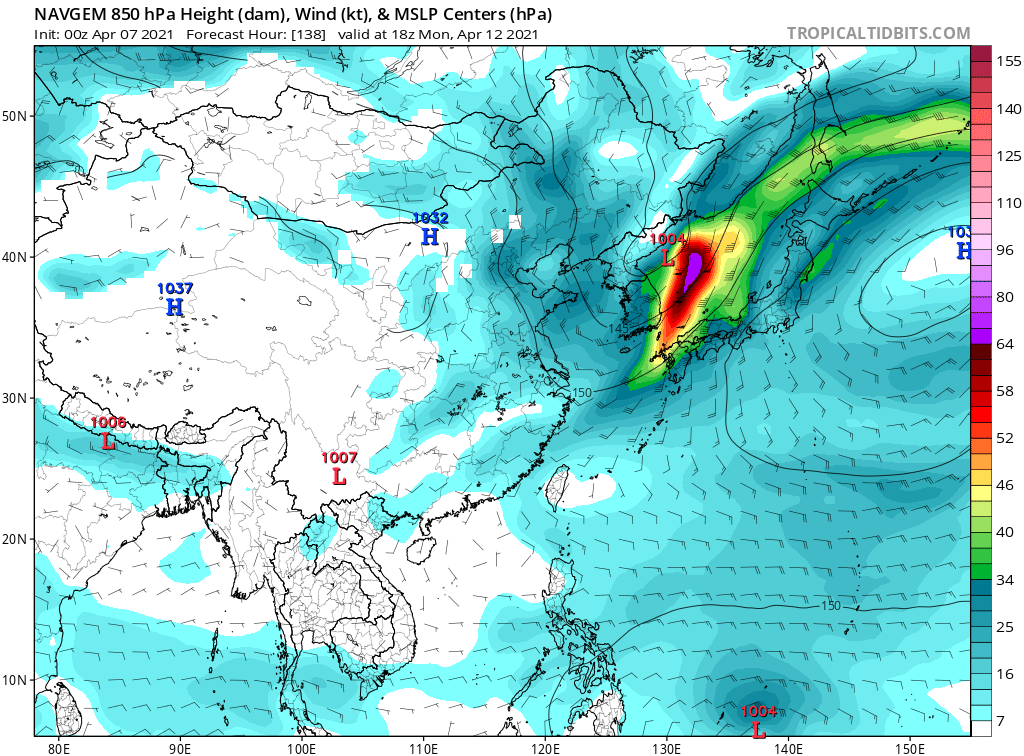 NAVGEM 850 hPa Height (dam), Wind (kt), & MSLP Centers (hPa)
Init: 00z Apr 07 2021 Forecast Hour: [138] valid at 18z Mon, Apr 12 2021
TROPICALTIDBITS.COM
155
50N
140
125
110
1032
H
1004
L
H
40N
96
1037
H
80
145
64
58
150
30N
1006
L
52
1007
L
46
20N
40
34
150
25
16
10N
1004
L
7
80E
90E
100E
110E
120E
130E
140E
150E